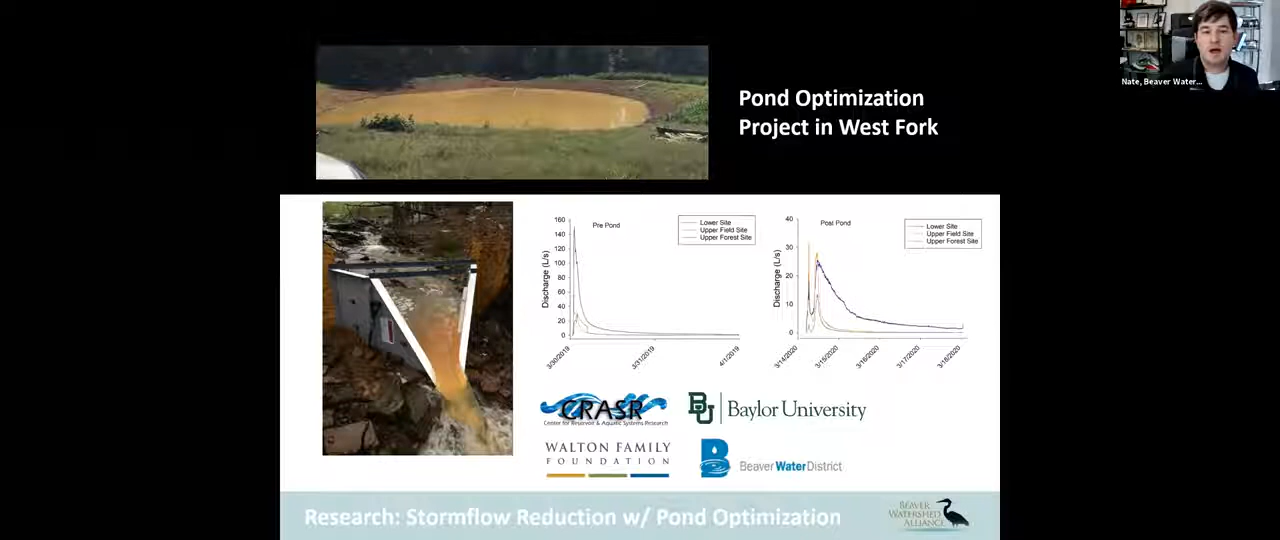 Nate, Beaver Water...
Pond Optimization
Project in West Fork
Pre Pond
Lower Site
Upper Field Site
Upper Forest Site
Discharge (L/s)
160
140
120
100
80
60
40
20
0
3/30/2019
3/31/2019
4/1/2019
Post Pond
Lower Site
Upper Field Site
Upper Forest Site
Discharge (L/s)
40
30
20
10
0
3/14/2020
3/15/2020
3/16/2020
3/17/2020
3/18/2020
CRASR
Center for Reservoir & Aquatic Systems Research
BU
Baylor University
WALTON FAMILY
FOUNDATION
Beaver WaterDistrict
Research: Stormflow Reduction w/ Pond Optimization
BEAVER
WATERSHED
ALLIANCE